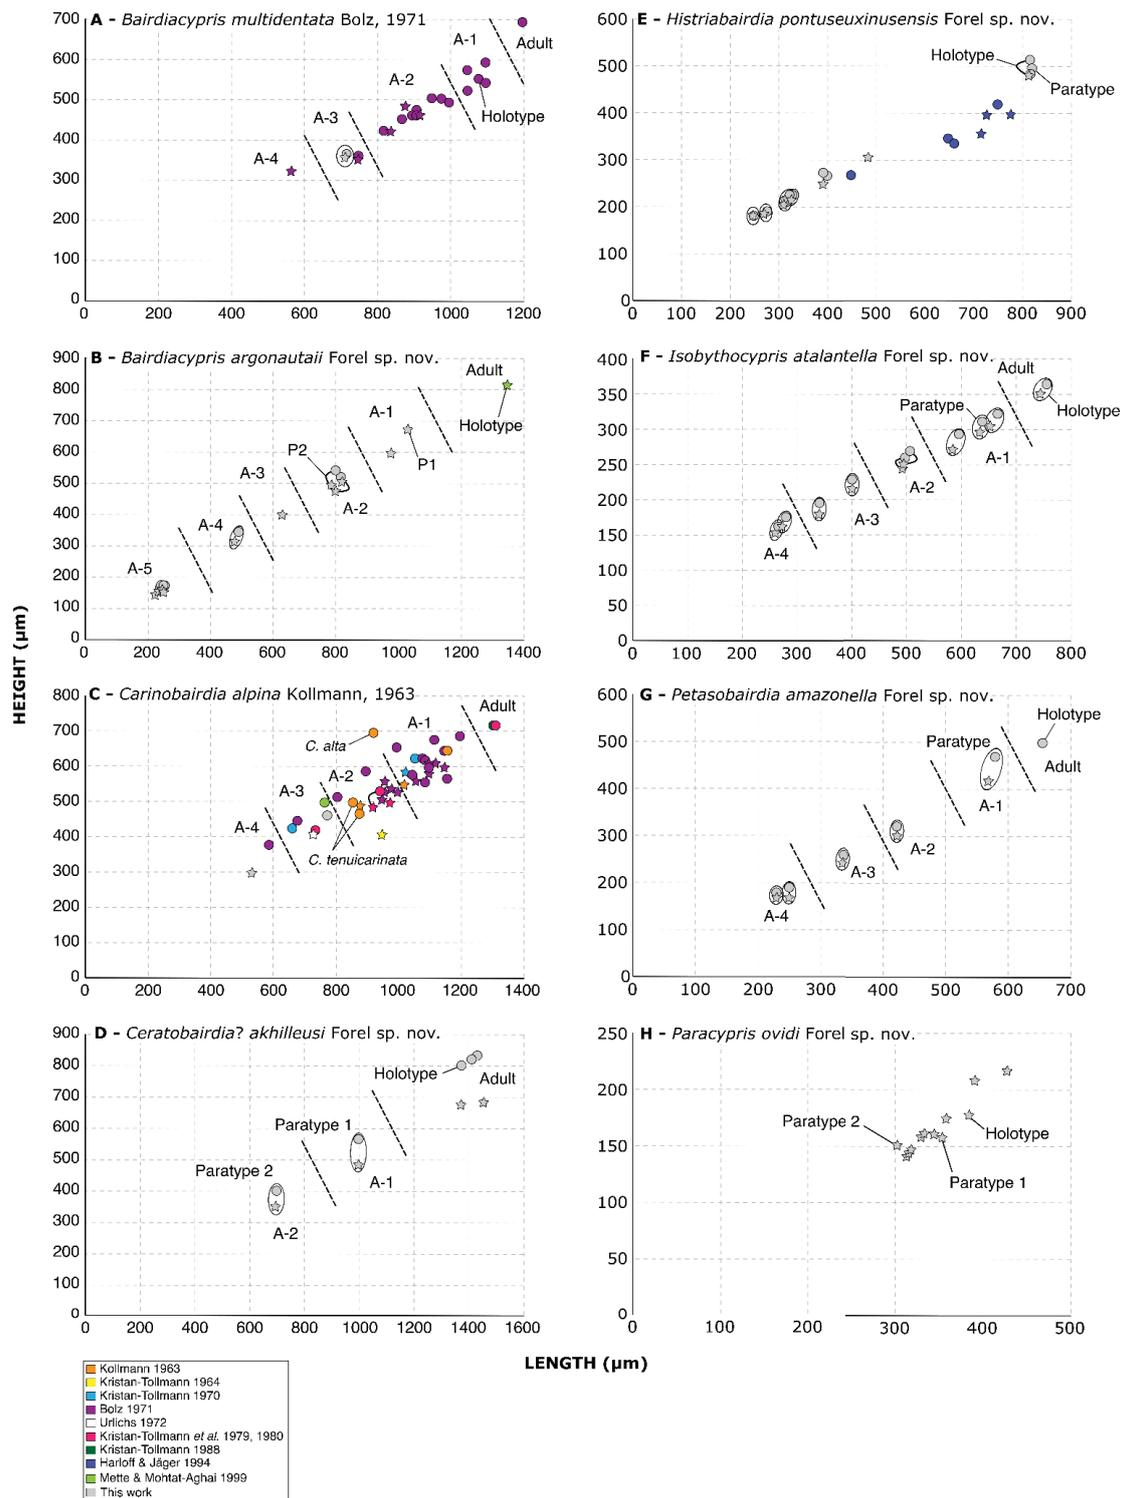 A - Bairdiacypris multidentata Bolz, 1971
700
600
500
400
300
200
100
0
0 200 400 600 800 1000 1200
A-4
A-3
A-2
A-1
Adult
Holotype
E - Histriabairdia pontuseuxinusensis Forel sp. nov.
600
500
400
300
200
100
0
0 100 200 300 400 500 600 700 800 900
Holotype
Paratype
B - Bairdiacypris argonautaii Forel sp. nov.
900
800
700
600
500
400
300
200
100
0
0 200 400 600 800 1000 1200 1400
Adult
Holotype
A-1
P1
P2
A-2
A-3
A-4
A-5
F - Isobythocypris atalantella Forel sp. nov.
400
350
300
250
200
150
100
50
0
0 100 200 300 400 500 600 700 800
Adult
Holotype
Paratype
A-1
A-2
A-3
A-4
HEIGHT (µm)
C - Carinobairdia alpina Kollmann, 1963
800
700
600
500
400
300
200
100
0
0 200 400 600 800 1000 1200 1400
Adult
A-1
C. alta
A-2
A-3
A-4
C. tenuicarinata
G - Petasobairdia amazonella Forel sp. nov.
600
500
400
300
200
100
0
0 100 200 300 400 500 600 700
Holotype
Paratype
Adult
A-1
A-2
A-3
A-4
D - Ceratobairdia? akhilleusi Forel sp. nov.
900
800
700
600
500
400
300
200
100
0
0 200 400 600 800 1000 1200 1400 1600
Holotype
Adult
Paratype 1
A-1
Paratype 2
A-2
H - Paracypris ovidi Forel sp. nov.
250
200
150
100
50
0
0 100 200 300 400 500
Paratype 2
Holotype
Paratype 1
LENGTH (µm)
Kollmann 1963
Kristan-Tollmann 1964
Kristan-Tollmann 1970
Bolz 1971
Urlichs 1972
Kristan-Tollmann et al. 1979, 1980
Kristan-Tollmann 1988
Harloff & Jäger 1994
Mette & Mohtat-Aghai 1999
This work